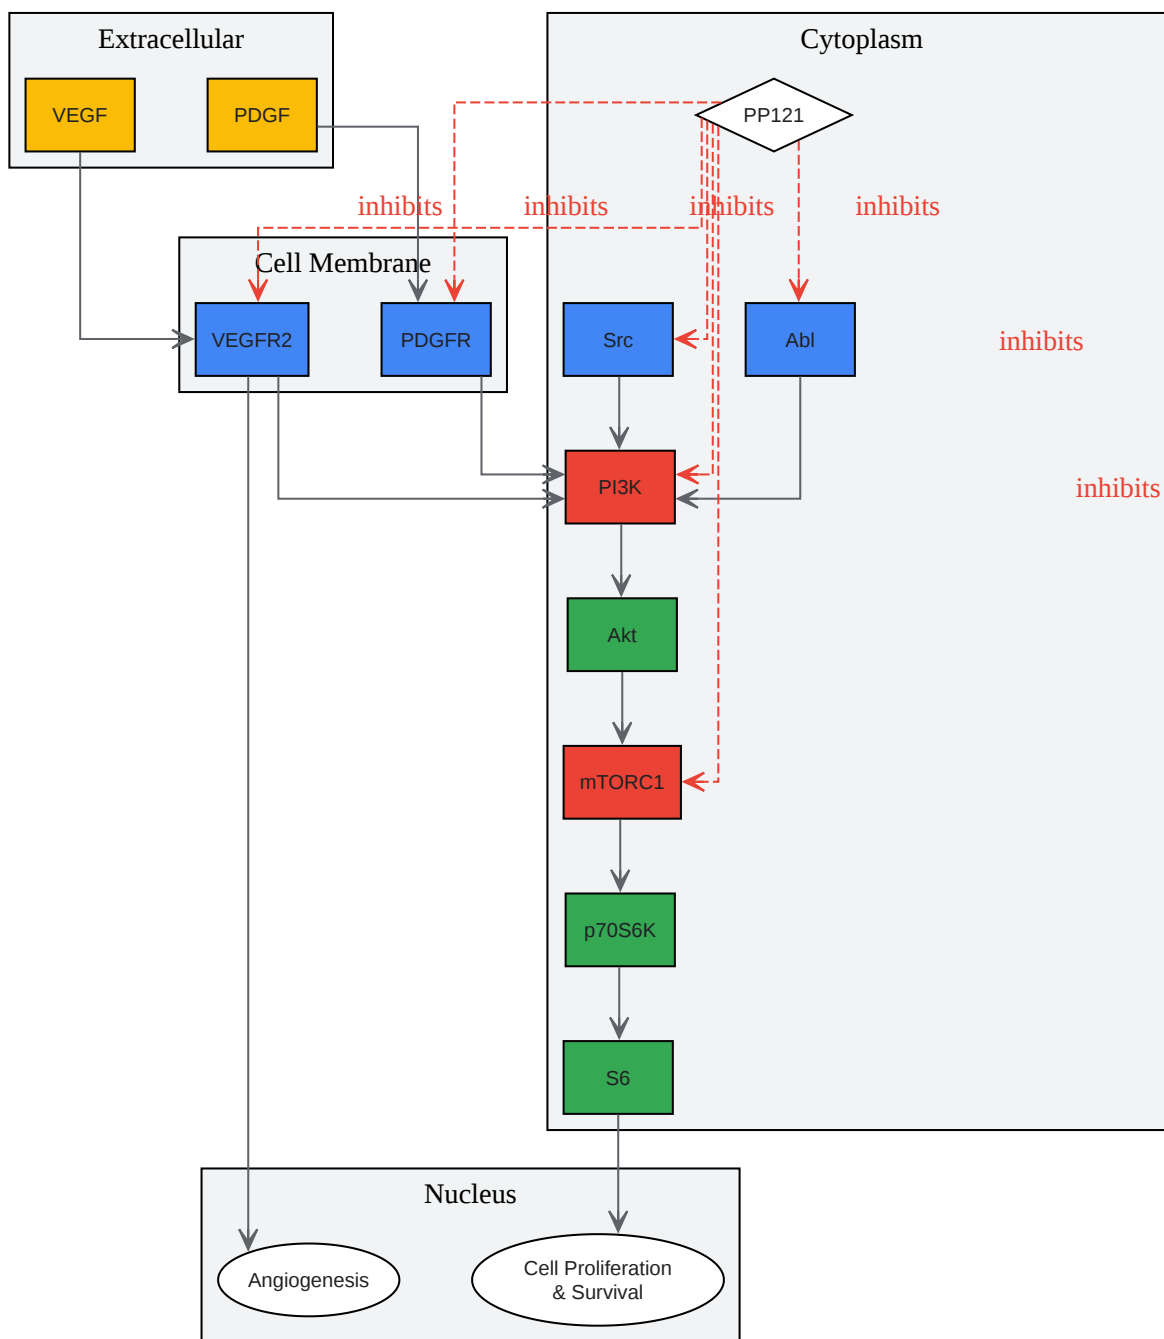 Extracellular
Cytoplasm
VEGF
PDGF
PP121
inhibits
inhibits
inhibits
inhibits
Cell Membrane
VEGFR2
PDGFR
Src
Abl
inhibits
PI3K
inhibits
Akt
mTORC1
p70S6K
S6
Nucleus
Angiogenesis
Cell Proliferation
& Survival